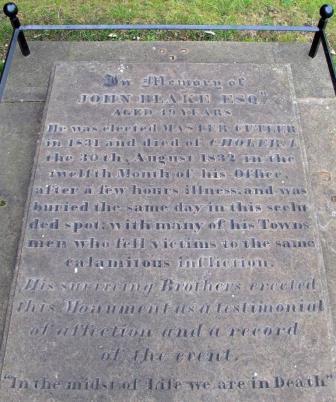 In Memory of
JOHN BLAKE ESQR
AGED 49 YEARS
He was elected MASTER CUTLER
in 1831 and died of CHOLERA
the 30th, August 1832 in the
twelfth Month of his Office,
after a few hours illness, and was
buried the same day in this seclu
ded spot, with many of his Towns
men who fell victims to the same
calamitous infliction.
His surviving Brothers erected
this Monument as a testimonial
of affection and a record
of the event.
"In the midst of Life we are in Death"